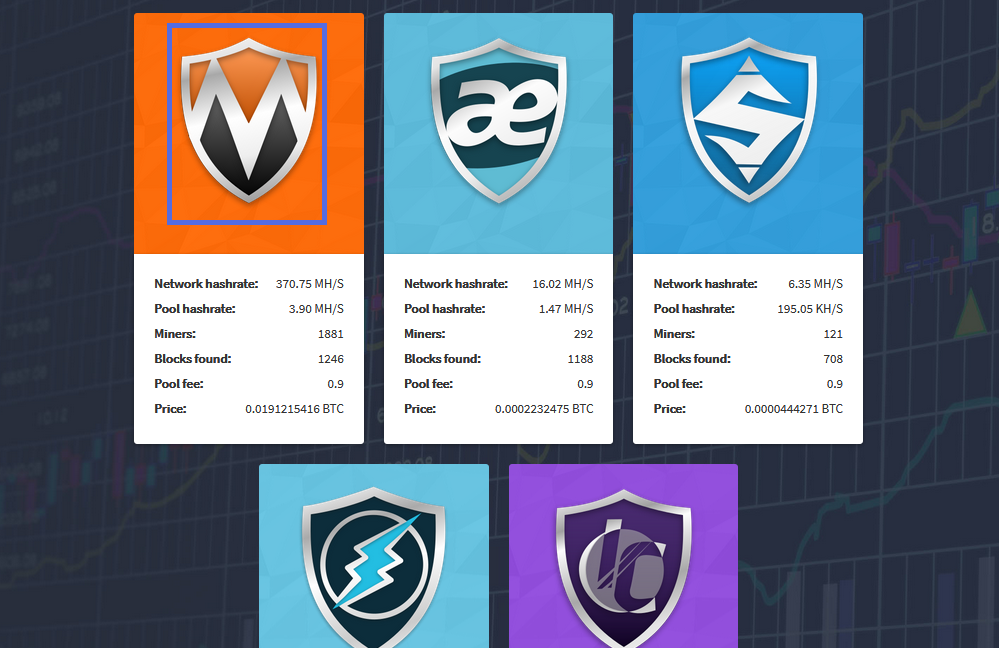 M
æ
S
Network hashrate: 370.75 MH/S
Pool hashrate: 3.90 MH/S
Miners: 1881
Blocks found: 1246
Pool fee: 0.9
Price: 0.0191215416 BTC
Network hashrate: 16.02 MH/S
Pool hashrate: 1.47 MH/S
Miners: 292
Blocks found: 1188
Pool fee: 0.9
Price: 0.0002232475 BTC
Network hashrate: 6.35 MH/S
Pool hashrate: 195.05 KH/S
Miners: 121
Blocks found: 708
Pool fee: 0.9
Price: 0.0000444271 BTC